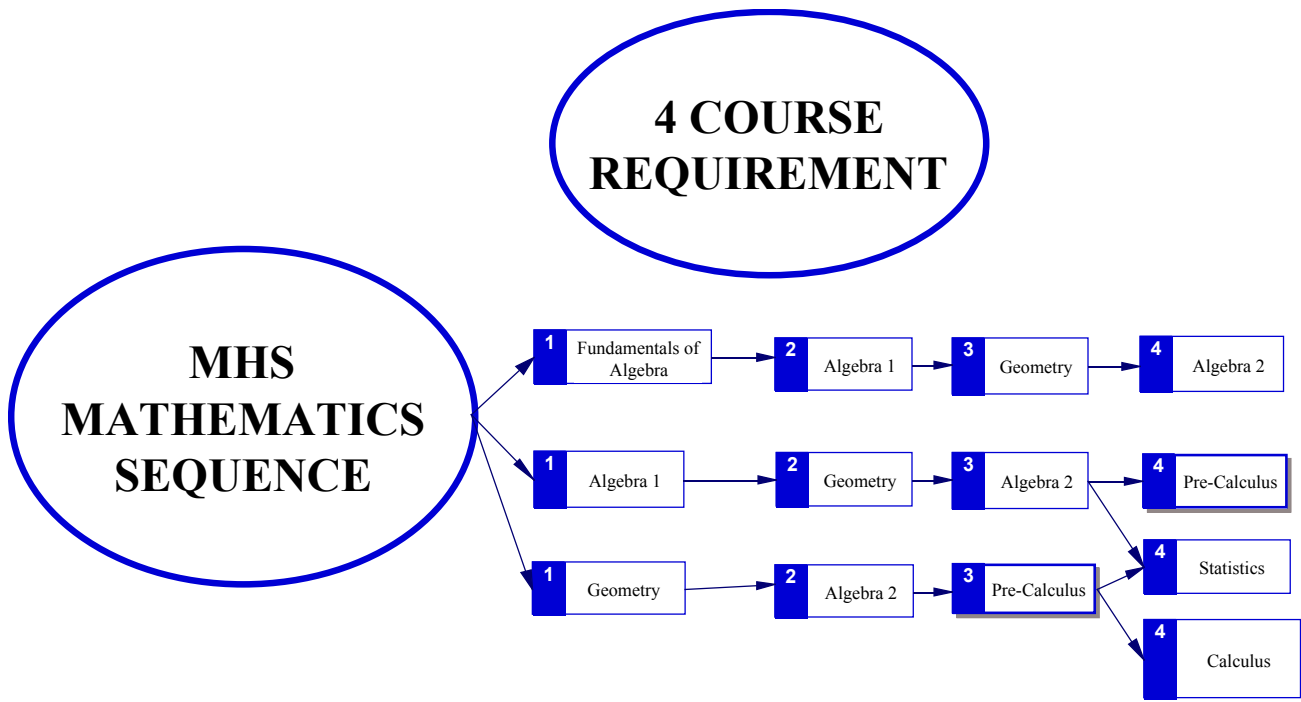 4 COURSE
REQUIREMENT
MHS
MATHEMATICS
SEQUENCE
1
Fundamentals of
Algebra
2
Algebra 1
3
Geometry
4
Algebra 2
1
Algebra 1
2
Geometry
3
Algebra 2
4
Pre-Calculus
4
Statistics
1
Geometry
2
Algebra 2
3
Pre-Calculus
4
Calculus